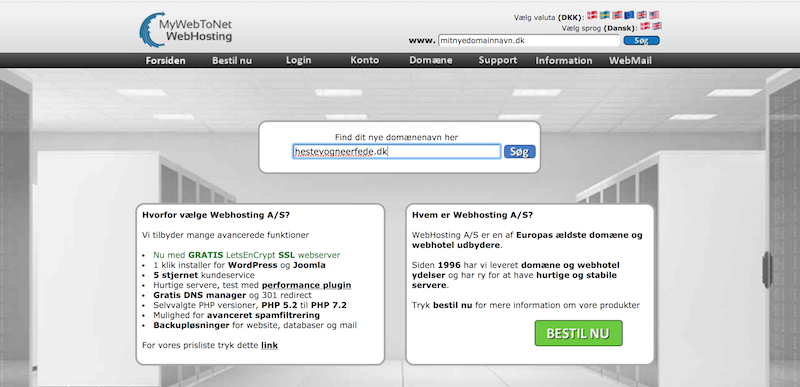 MyWebToNet
WebHosting
Vælg valuta (DKK):
Vælg sprog (Dansk):
www. mitnyedomainnavn.dk Søg
Forsiden Bestil nu Login Konto Domæne Support Information WebMail
Find dit nye domænenavn her
hestevogneerfede.dk Søg
Hvorfor vælge Webhosting A/S?
Vi tilbyder mange avancerede funktioner
• Nu med GRATIS LetsEnCrypt SSL webserver
• 1 klik installer for WordPress og Joomla
• 5 stjernet kundeservice
• Hurtige servere, test med performance plugin
• Gratis DNS manager og 301 redirect
• Selvvalgte PHP versioner, PHP 5.2 til PHP 7.2
• Mulighed for avanceret spamfiltrering
• Backupløsninger for website, databaser og mail
For vores prisliste tryk dette link
Hvem er Webhosting A/S?
WebHosting A/S er en af Europas ældste domæne og
webhotel udbydere.
Siden 1996 har vi leveret domæne og webhotel
ydelser og har ry for at have hurtige og stabile
servere.
Tryk bestil nu for mere information om vore produkter
BESTIL NU